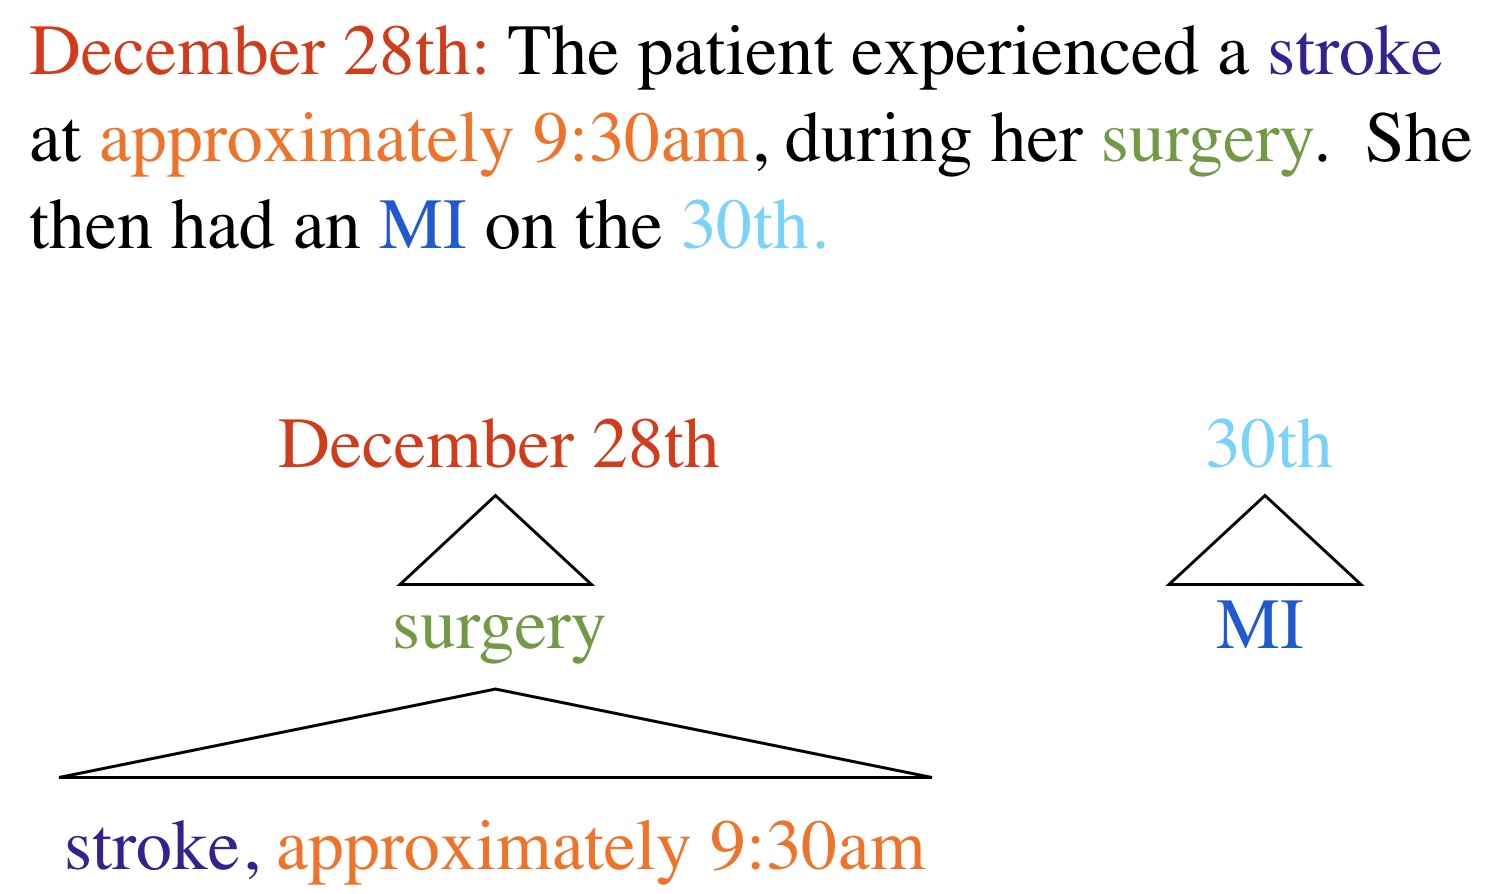 December 28th: The patient experienced a stroke
at approximately 9:30am, during her surgery.  She
then had an MI on the 30th.
December 28th
30th
surgery
MI
stroke, approximately 9:30am